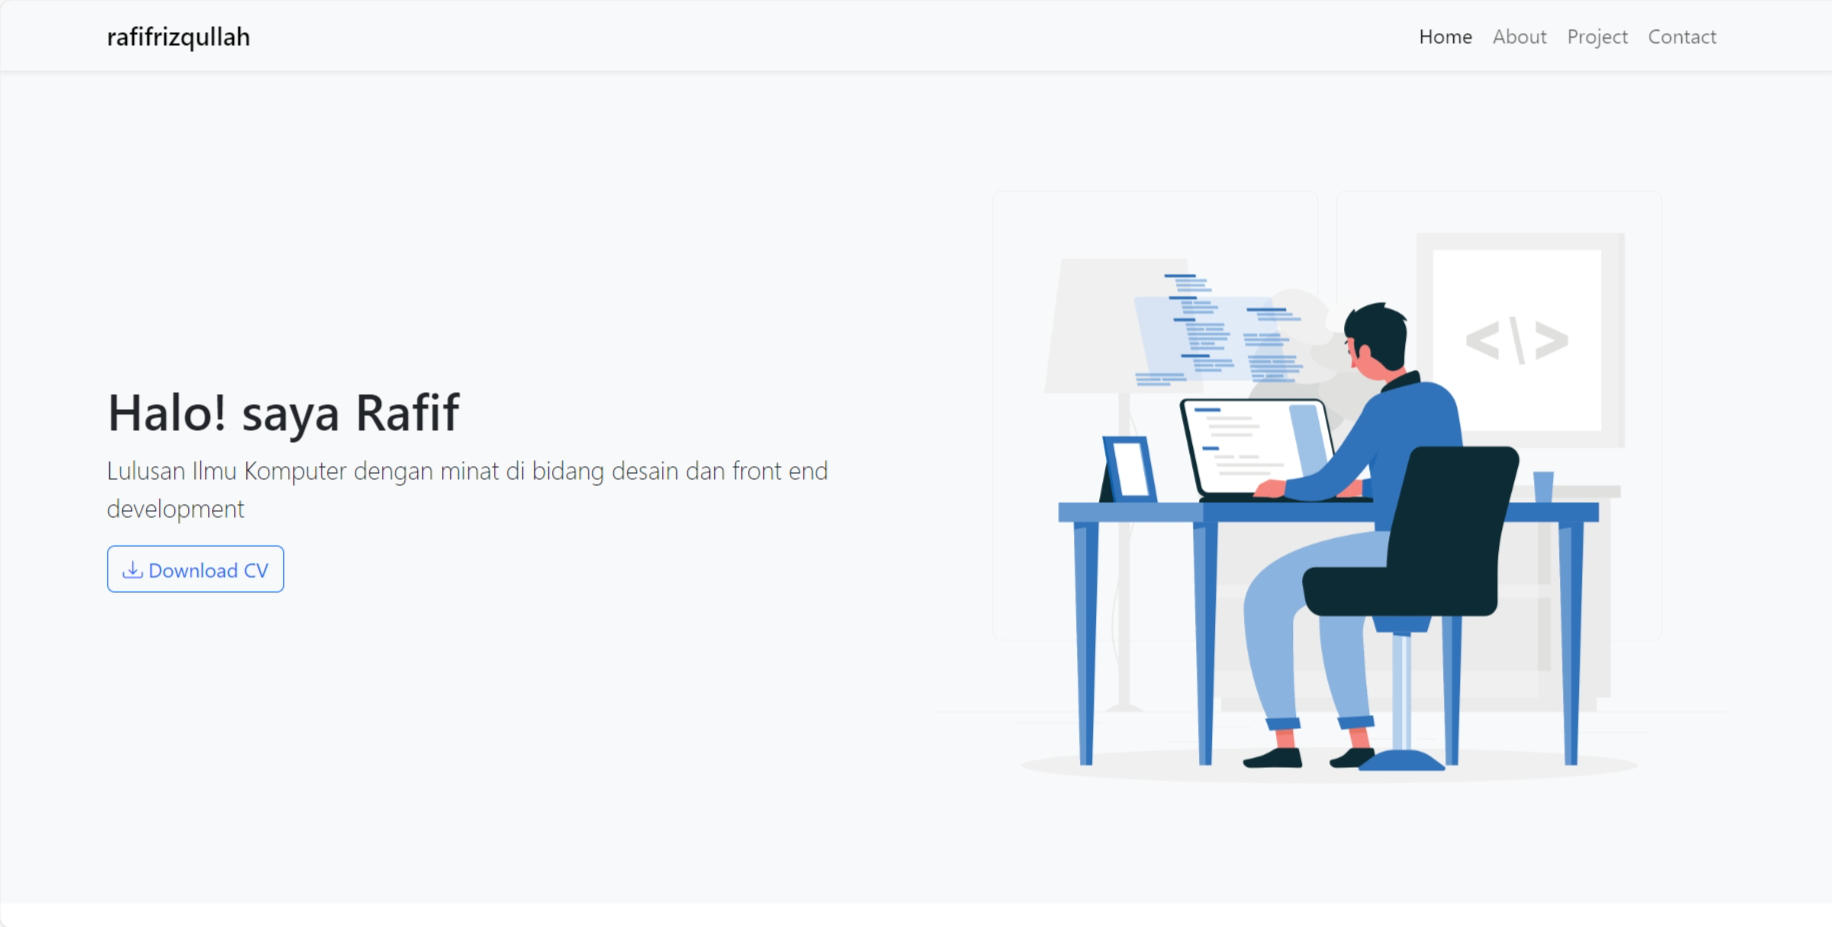 rafifrizqullah
Home About Project Contact
Halo! saya Rafif
Lulusan Ilmu Komputer dengan minat di bidang desain dan front end
development
Download CV
<\>